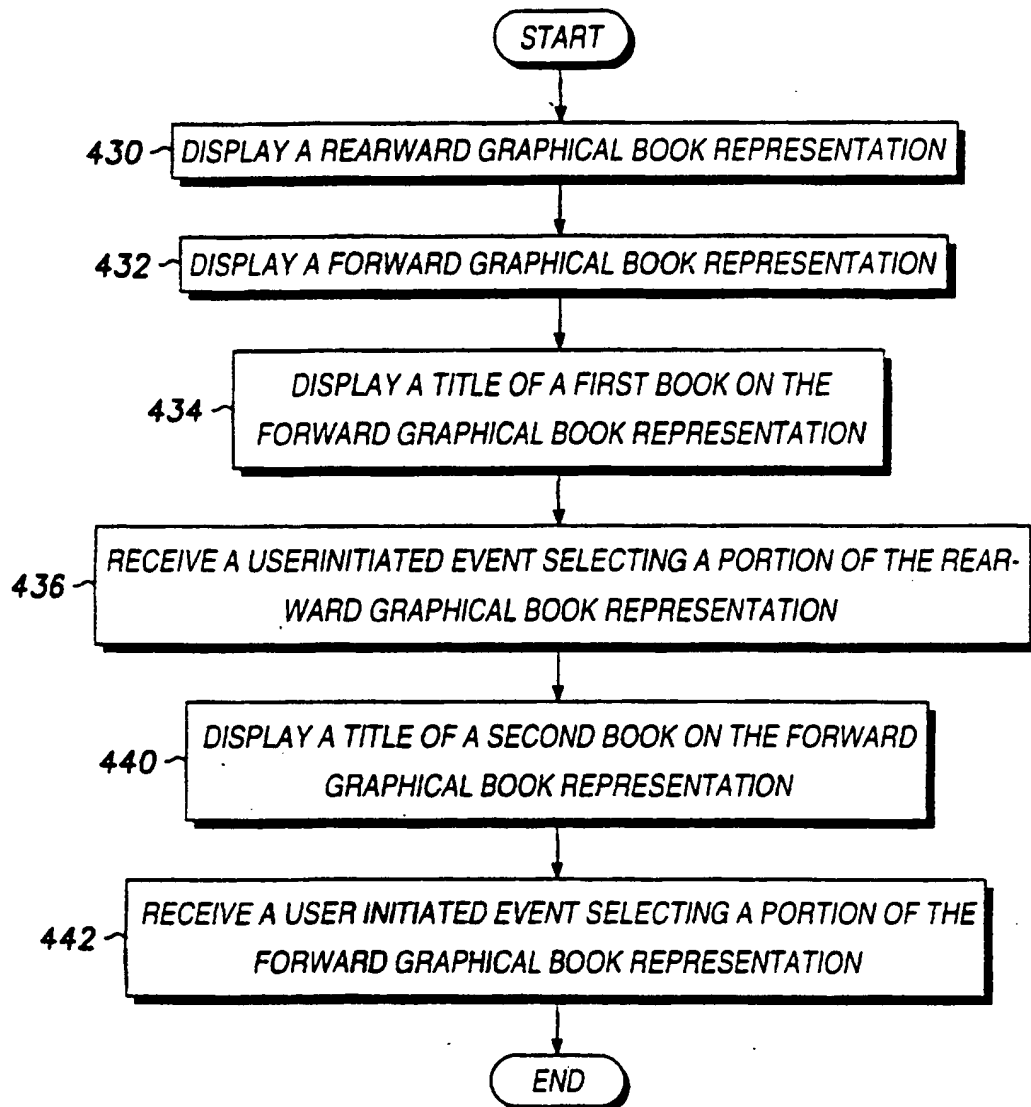 START
430 DISPLAY A REARWARD GRAPHICAL BOOK REPRESENTATION
432 DISPLAY A FORWARD GRAPHICAL BOOK REPRESENTATION
DISPLAY A TITLE OF A FIRST BOOK ON THE
434
FORWARD GRAPHICAL BOOK REPRESENTATION
RECEIVE A USERINITIATED EVENT SELECTING A PORTION OF THE REAR-
436
WARD GRAPHICAL BOOK REPRESENTATION
DISPLAY A TITLE OF A SECOND BOOK ON THE FORWARD
440
GRAPHICAL BOOK REPRESENTATION
RECEIVE A USER INITIATED EVENT SELECTING A PORTION OF THE
442
FORWARD GRAPHICAL BOOK REPRESENTATION
END